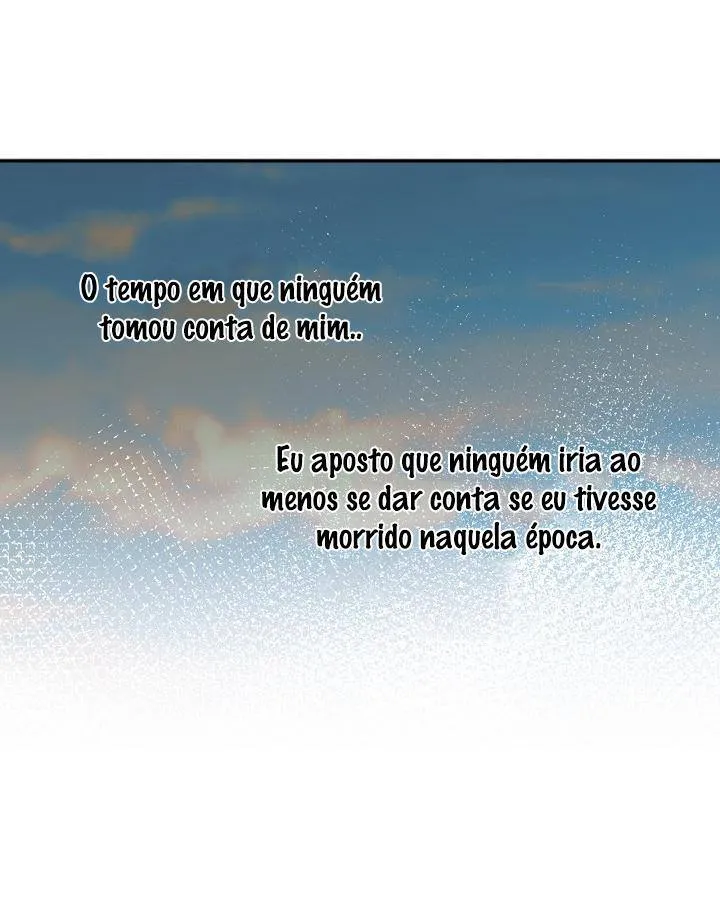 O tempo em que ninguém
tomou conta de mim..
Eu aposto que ninguém iria ao
menos se dar conta se eu tivesse
morrido naquela época.